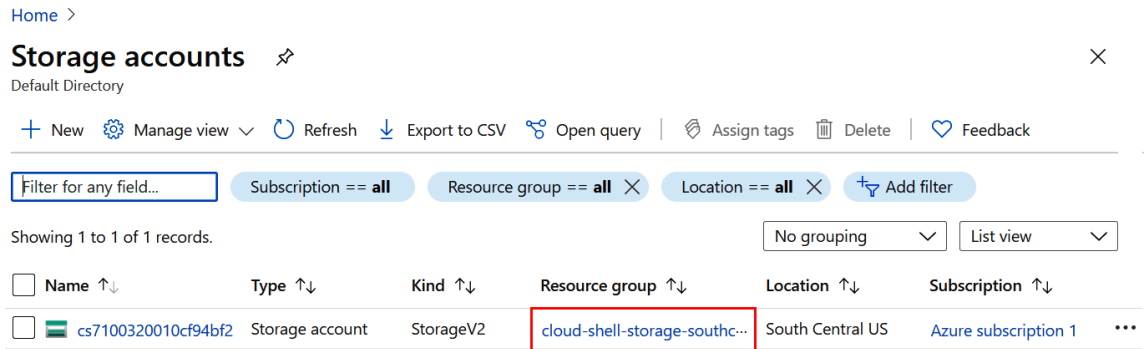 Home >
Storage accounts
Default Directory
New Manage view Refresh Export to CSV Open query Assign tags Delete Feedback
Filter for any field... Subscription == all Resource group == all Location == all Add filter
Showing 1 to 1 of 1 records. No grouping List view
Name ↑↓ Type ↑↓ Kind ↑↓ Resource group ↑↓ Location ↑↓ Subscription ↑↓
cs7100320010cf94bf2 Storage account StorageV2 cloud-shell-storage-southc··· South Central US Azure subscription 1 ···